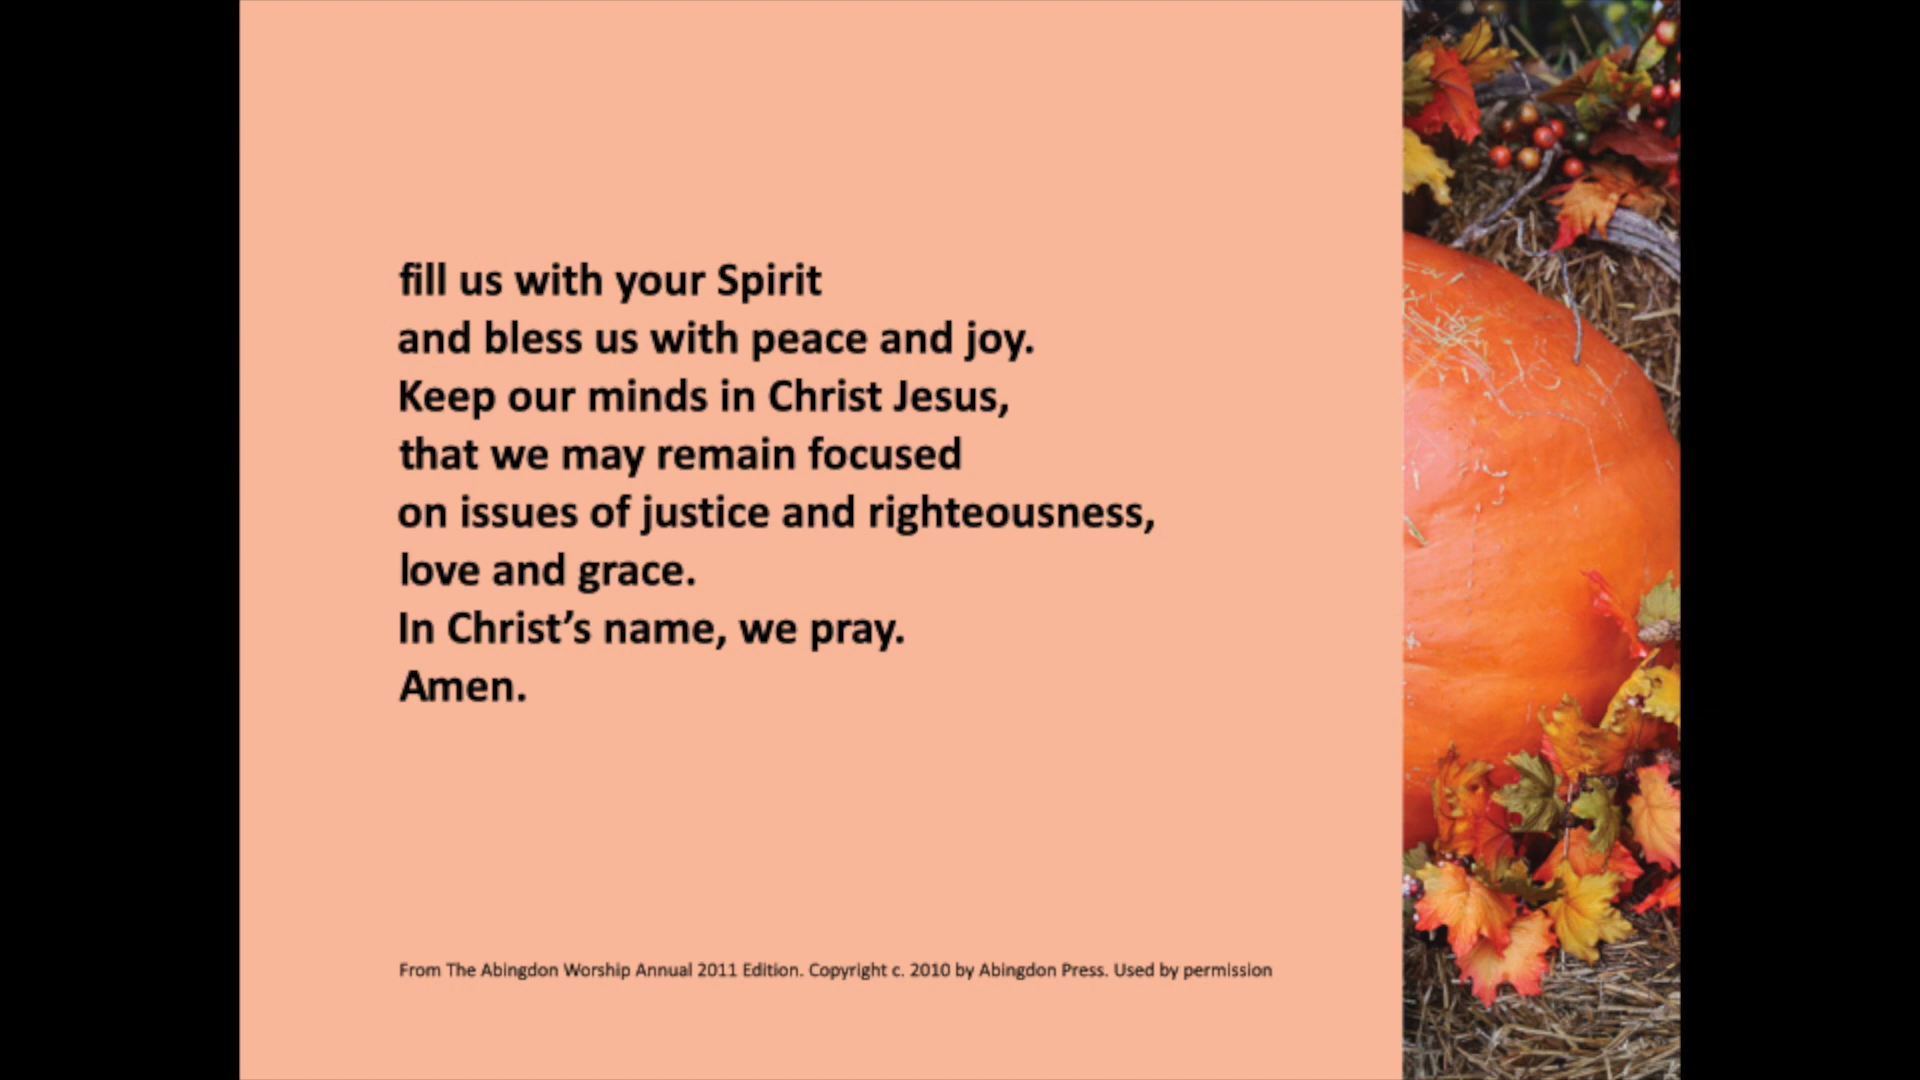 fill us with your Spirit
and bless us with peace and joy.
Keep our minds in Christ Jesus,
that we may remain focused
on issues of justice and righteousness,
love and grace.
In Christ’s name, we pray.
Amen.
From The Abingdon Worship Annual 2011 Edition. Copyright c. 2010 by Abingdon Press. Used by permission